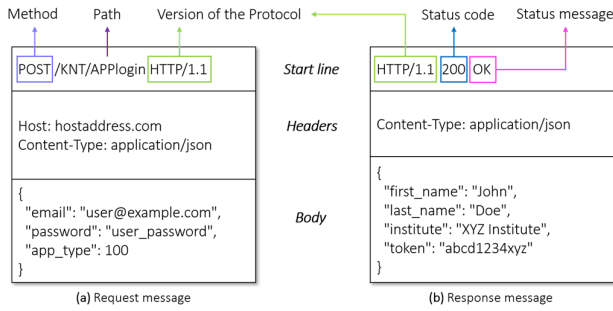 Method Path Version of the Protocol Status code Status message
POST /KNT/APPlogin HTTP/1.1 Start line HTTP/1.1 200 OK
Host: hostaddress.com
Content-Type: application/json
Headers
Content-Type: application/json
{
"email": "user@example.com",
"password": "user_password",
"app_type": 100
}
Body
{
"first_name": "John",
"last_name": "Doe",
"institute": "XYZ Institute",
"token": "abcd1234xyz"
}
(a) Request message (b) Response message